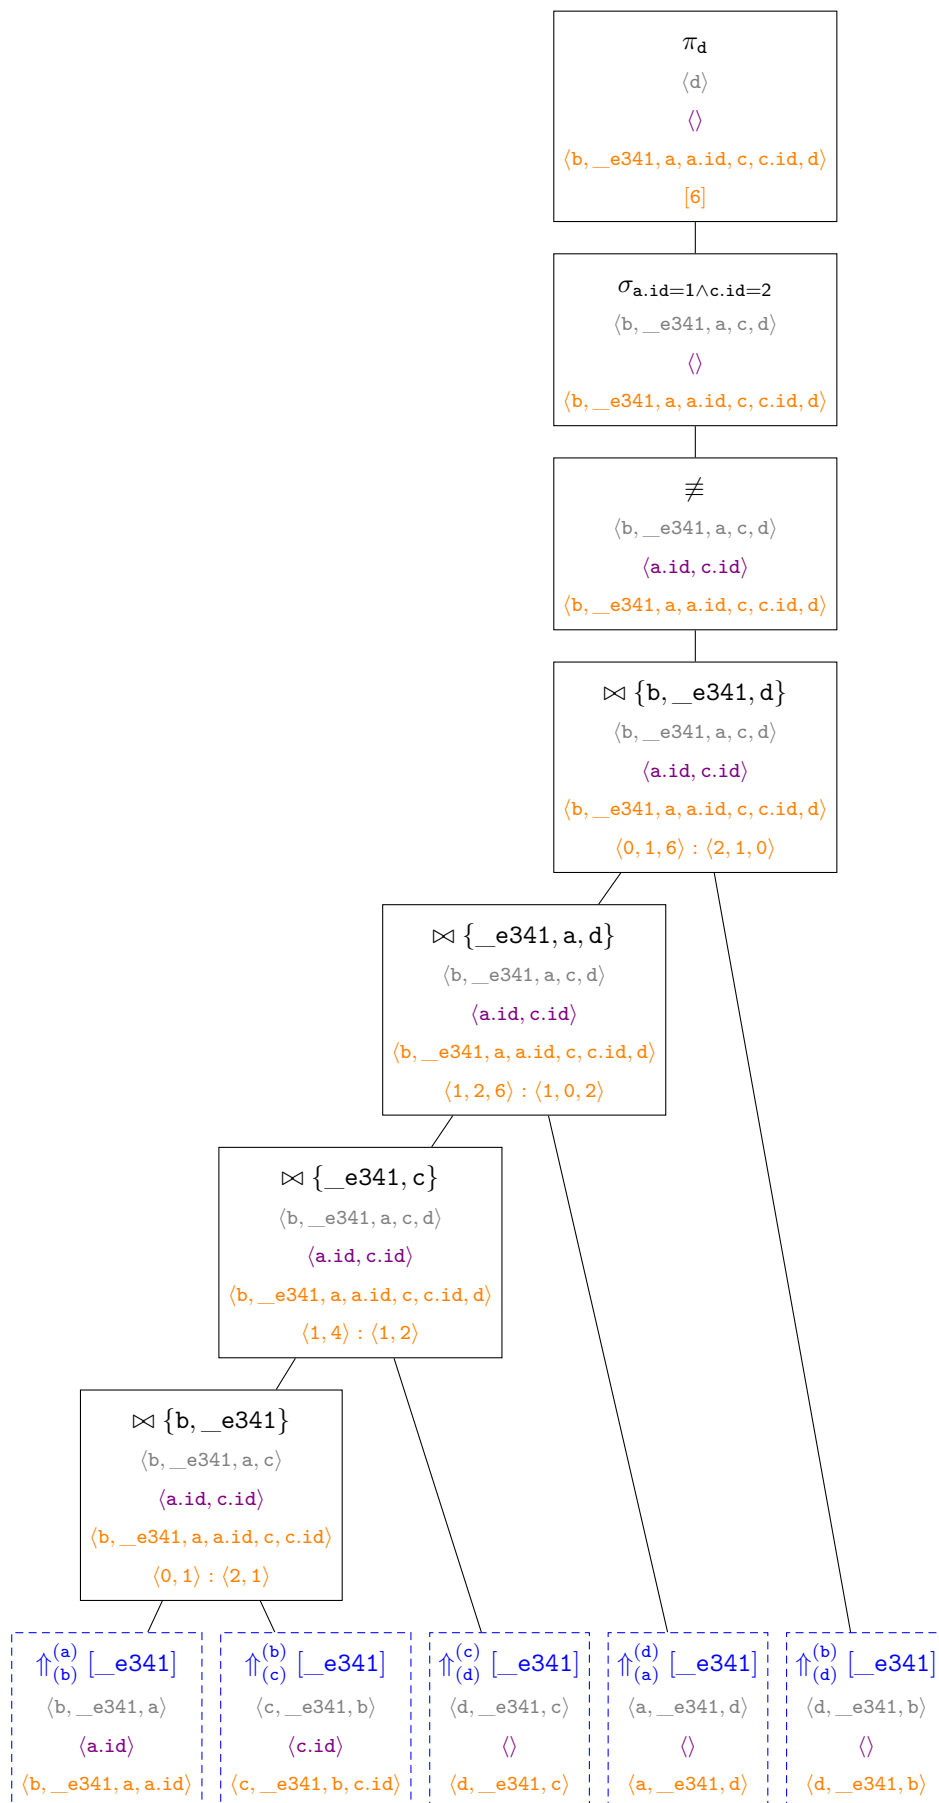 π_d
⟨d⟩
⟨⟩
⟨b, __e341, a, a.id, c, c.id, d⟩
[6]
σ_a.id=1∧c.id=2
⟨b, __e341, a, c, d⟩
⟨⟩
⟨b, __e341, a, a.id, c, c.id, d⟩
≢
⟨b, __e341, a, c, d⟩
⟨a.id, c.id⟩
⟨b, __e341, a, a.id, c, c.id, d⟩
⋈ {b, __e341, d}
⟨b, __e341, a, c, d⟩
⟨a.id, c.id⟩
⟨b, __e341, a, a.id, c, c.id, d⟩
⟨0, 1, 6⟩ : ⟨2, 1, 0⟩
⋈ {__e341, a, d}
⟨b, __e341, a, c, d⟩
⟨a.id, c.id⟩
⟨b, __e341, a, a.id, c, c.id, d⟩
⟨1, 2, 6⟩ : ⟨1, 0, 2⟩
⋈ {__e341, c}
⟨b, __e341, a, c, d⟩
⟨a.id, c.id⟩
⟨b, __e341, a, a.id, c, c.id, d⟩
⟨1, 4⟩ : ⟨1, 2⟩
⋈ {b, __e341}
⟨b, __e341, a, c⟩
⟨a.id, c.id⟩
⟨b, __e341, a, a.id, c, c.id⟩
⟨0, 1⟩ : ⟨2, 1⟩
⇑^(a)_(b) [__e341]
⟨b, __e341, a⟩
⟨a.id⟩
⟨b, __e341, a, a.id⟩
⇑^(b)_(c) [__e341]
⟨c, __e341, b⟩
⟨c.id⟩
⟨c, __e341, b, c.id⟩
⇑^(c)_(d) [__e341]
⟨d, __e341, c⟩
⟨⟩
⟨d, __e341, c⟩
⇑^(d)_(a) [__e341]
⟨a, __e341, d⟩
⟨⟩
⟨a, __e341, d⟩
⇑^(b)_(d) [__e341]
⟨d, __e341, b⟩
⟨⟩
⟨d, __e341, b⟩